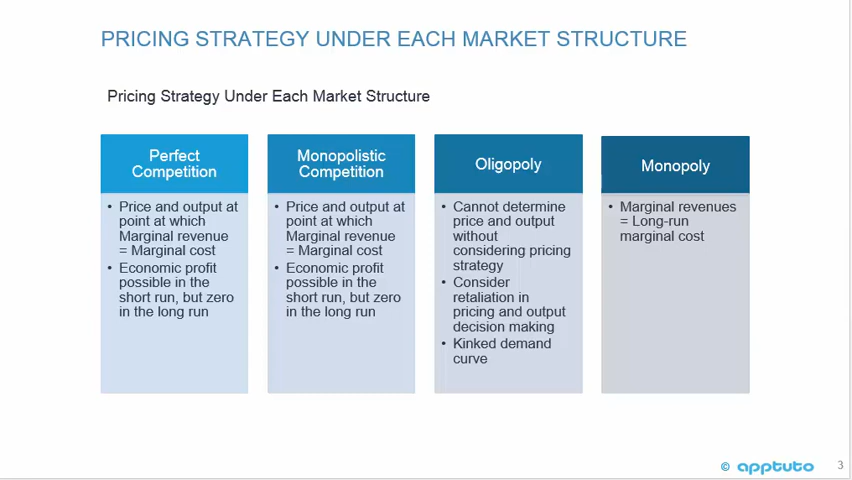 PRICING STRATEGY UNDER EACH MARKET STRUCTURE
Pricing Strategy Under Each Market Structure
Perfect
Competition
• Price and output at
point at which
Marginal revenue
= Marginal cost
• Economic profit
possible in the
short run, but zero
in the long run
Monopolistic
Competition
• Price and output at
point at which
Marginal revenue
= Marginal cost
• Economic profit
possible in the
short run, but zero
in the long run
Oligopoly
• Cannot determine
price and output
without
considering pricing
strategy
• Consider
retaliation in
pricing and output
decision making
• Kinked demand
curve
Monopoly
• Marginal revenues
= Long-run
marginal cost
© apptuto
3